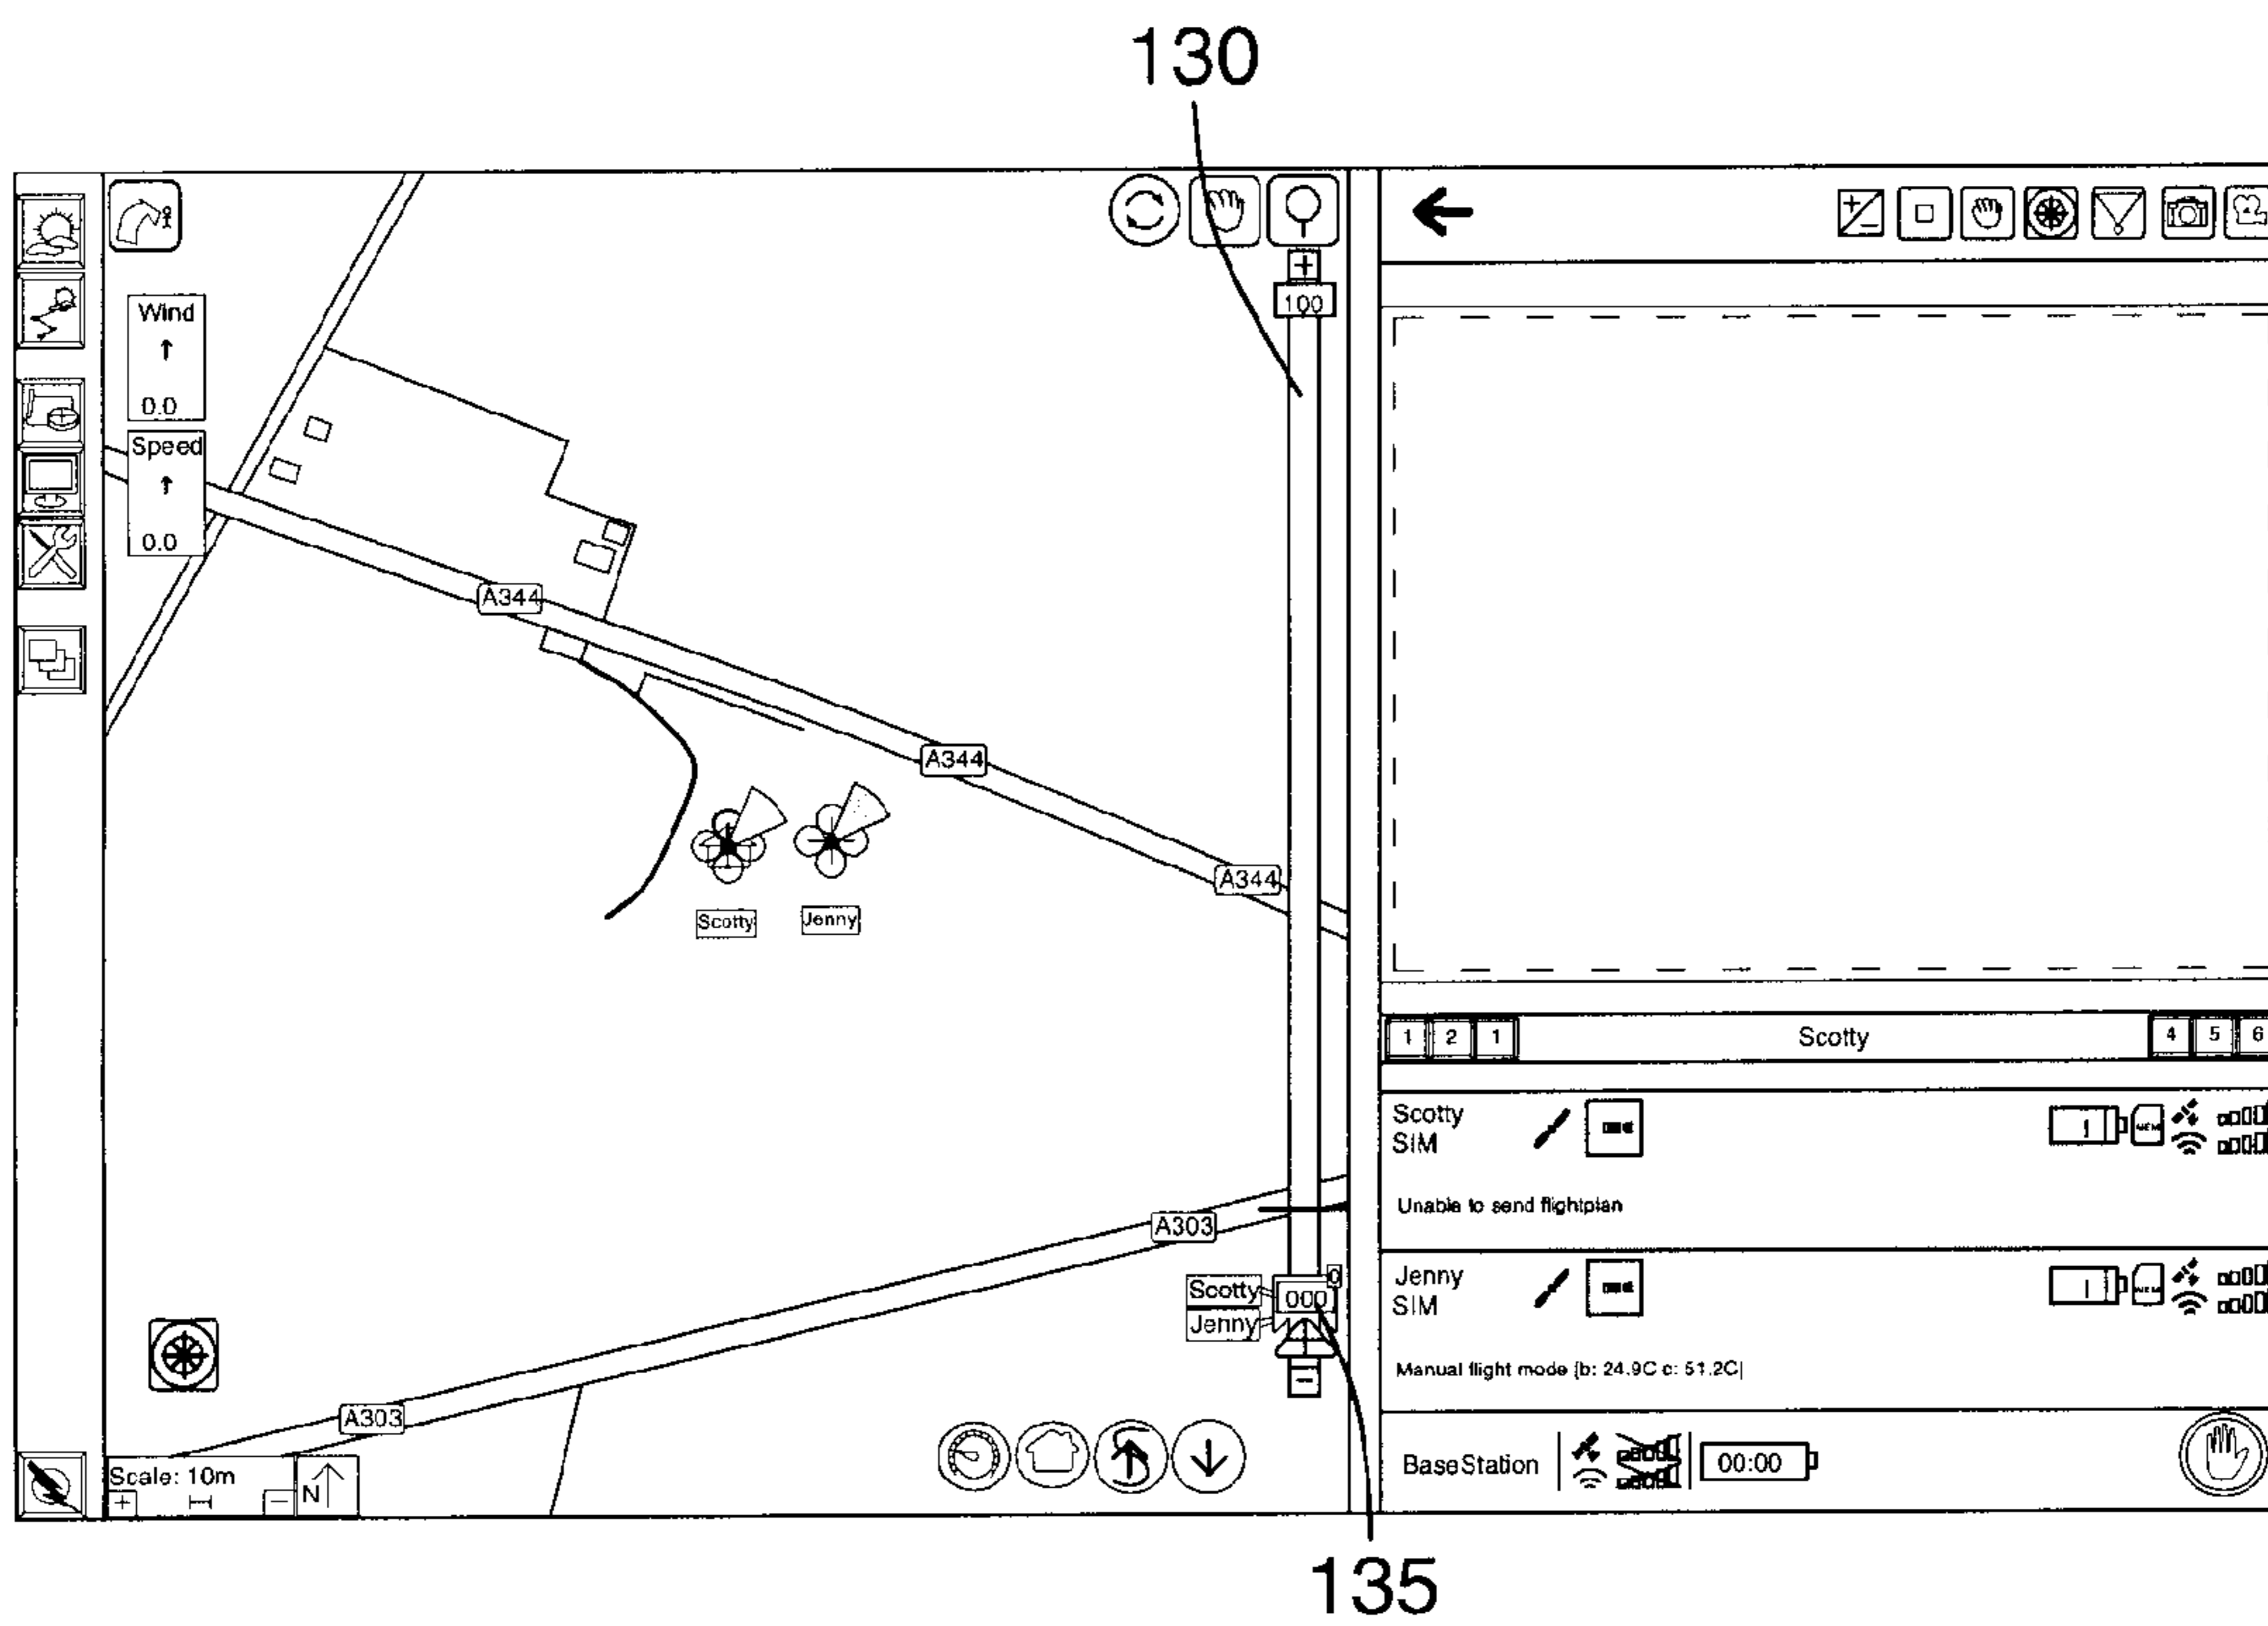 130
+
100
Wind
0.0
Speed
0.0
A344
A344
A344
Scotty
Jenny
1 2 1 Scotty 4 5 6
Scotty
SIM
Unable to send flightplan
A303
Scotty 000
Jenny
-
Jenny
SIM
Manual flight mode [b: 24.9C c: 51.2C]
A303
Scale: 10m
+ - N
BaseStation 00:00
135